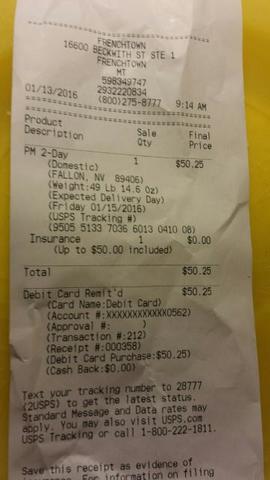 FRENCHTOWN
16600 BECKWITH ST STE 1
FRENCHTOWN
MT
598349747
01/13/2016 2932220834
(800)275-8777 9:14 AM
Product Sale Final
Description Qty Price
PM 2-Day 1 $50.25
(Domestic)
(FALLON, NV 89406)
(Weight:49 Lb 14.6 Oz)
(Expected Delivery Day)
(Friday 01/15/2016)
(USPS Tracking #)
(9505 5133 7036 6013 0410 08)
Insurance 1 $0.00
(Up to $50.00 included)
Total $50.25
Debit Card Remit'd $50.25
(Card Name:Debit Card)
(Account #:XXXXXXXXXXXX0562)
(Approval #: )
(Transaction #:212)
(Receipt #:000358)
(Debit Card Purchase:$50.25)
(Cash Back:$0.00)
Text your tracking number to 28777
(2USPS) to get the latest status.
Standard Message and Data rates may
apply. You may also visit USPS.com
USPS Tracking or call 1-800-222-1811.
Save this receipt as evidence of
insurance. For information on filing